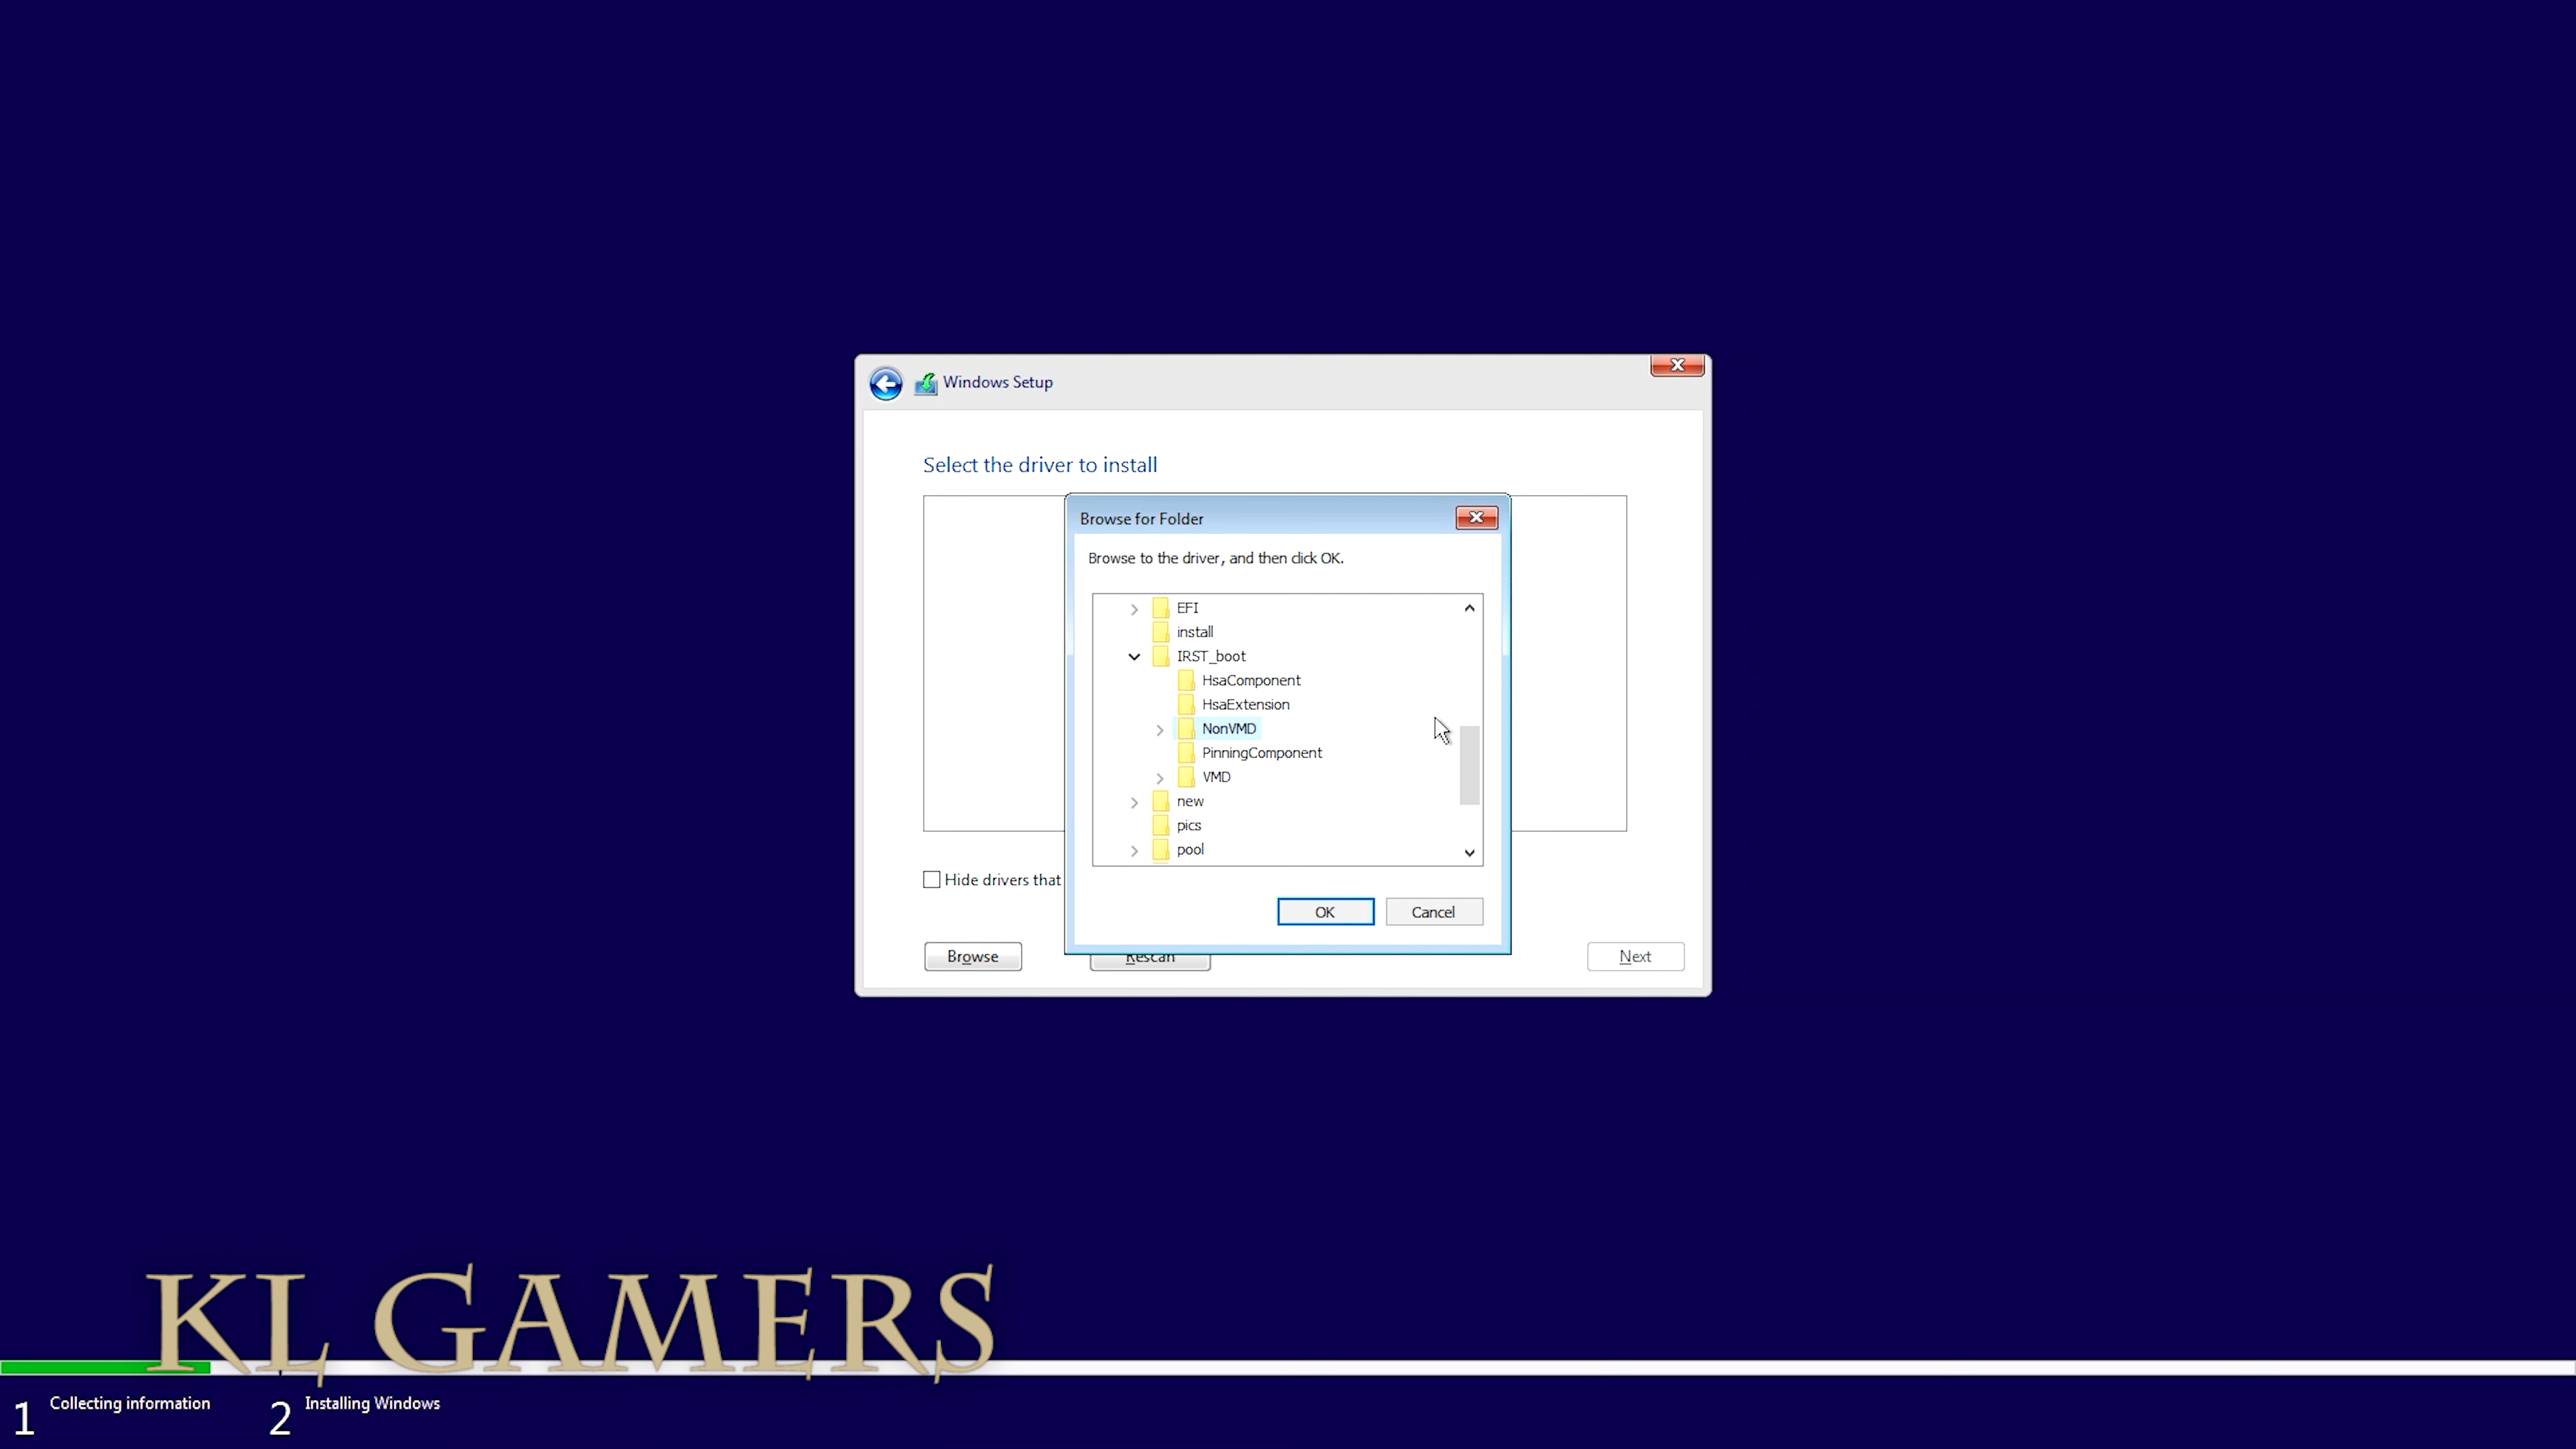 Windows Setup
Select the driver to install
Browse for Folder
Browse to the driver, and then click OK.
EFI
install
IRST_boot
HsaComponent
HsaExtension
NonVMD
PinningComponent
VMD
new
pics
pool
Hide drivers that
OK
Cancel
Browse
Rescan
Next
KL GAMERS
1 Collecting information
2 Installing Windows